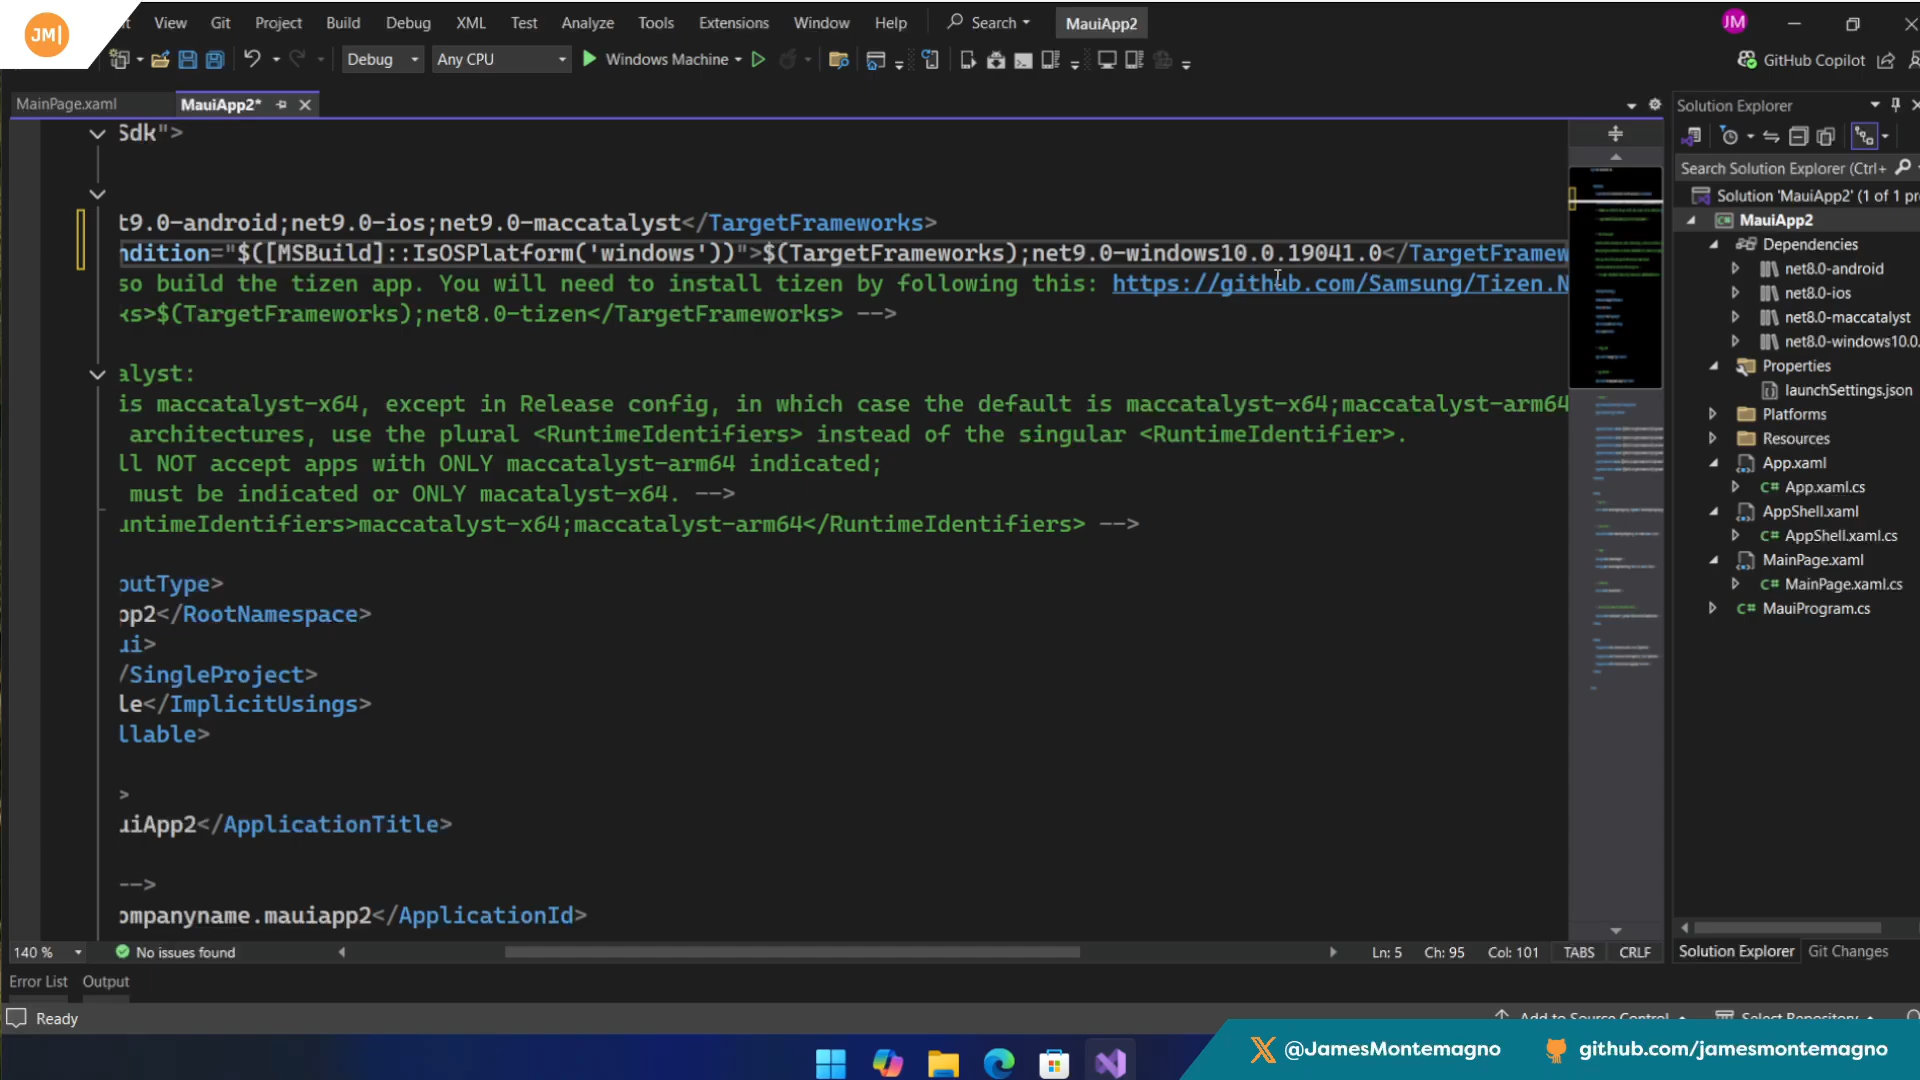 JM|
View Git Project Build Debug XML Test Analyze Tools Extensions Window Help Search MauiApp2 JM
Debug Any CPU Windows Machine GitHub Copilot
MainPage.xaml MauiApp2* Solution Explorer
Sdk">
t9.0-android;net9.0-ios;net9.0-maccatalyst</TargetFrameworks>
ndition="$([MSBuild]::IsOSPlatform('windows'))">$(TargetFrameworks);net9.0-windows10.0.19041.0</TargetFramew
so build the tizen app. You will need to install tizen by following this: https://github.com/Samsung/Tizen.N
ks>$(TargetFrameworks);net8.0-tizen</TargetFrameworks> -->
alyst:
is maccatalyst-x64, except in Release config, in which case the default is maccatalyst-x64;maccatalyst-arm64
architectures, use the plural <RuntimeIdentifiers> instead of the singular <RuntimeIdentifier>.
ll NOT accept apps with ONLY maccatalyst-arm64 indicated;
must be indicated or ONLY macatalyst-x64. -->
untimeIdentifiers>maccatalyst-x64;maccatalyst-arm64</RuntimeIdentifiers> -->
putType>
pp2</RootNamespace>
ui>
/SingleProject>
le</ImplicitUsings>
llable>
>
uiApp2</ApplicationTitle>
-->
ompanyname.mauiapp2</ApplicationId>
Search Solution Explorer (Ctrl+
Solution 'MauiApp2' (1 of 1 pr
MauiApp2
Dependencies
net8.0-android
net8.0-ios
net8.0-maccatalyst
net8.0-windows10.0.
Properties
launchSettings.json
Platforms
Resources
App.xaml
C# App.xaml.cs
AppShell.xaml
C# AppShell.xaml.cs
MainPage.xaml
C# MainPage.xaml.cs
C# MauiProgram.cs
140 % No issues found Ln: 5 Ch: 95 Col: 101 TABS CRLF
Solution Explorer Git Changes
Error List Output
Ready Add to Source Control Select Repository
@JamesMontemagno github.com/jamesmontemagno